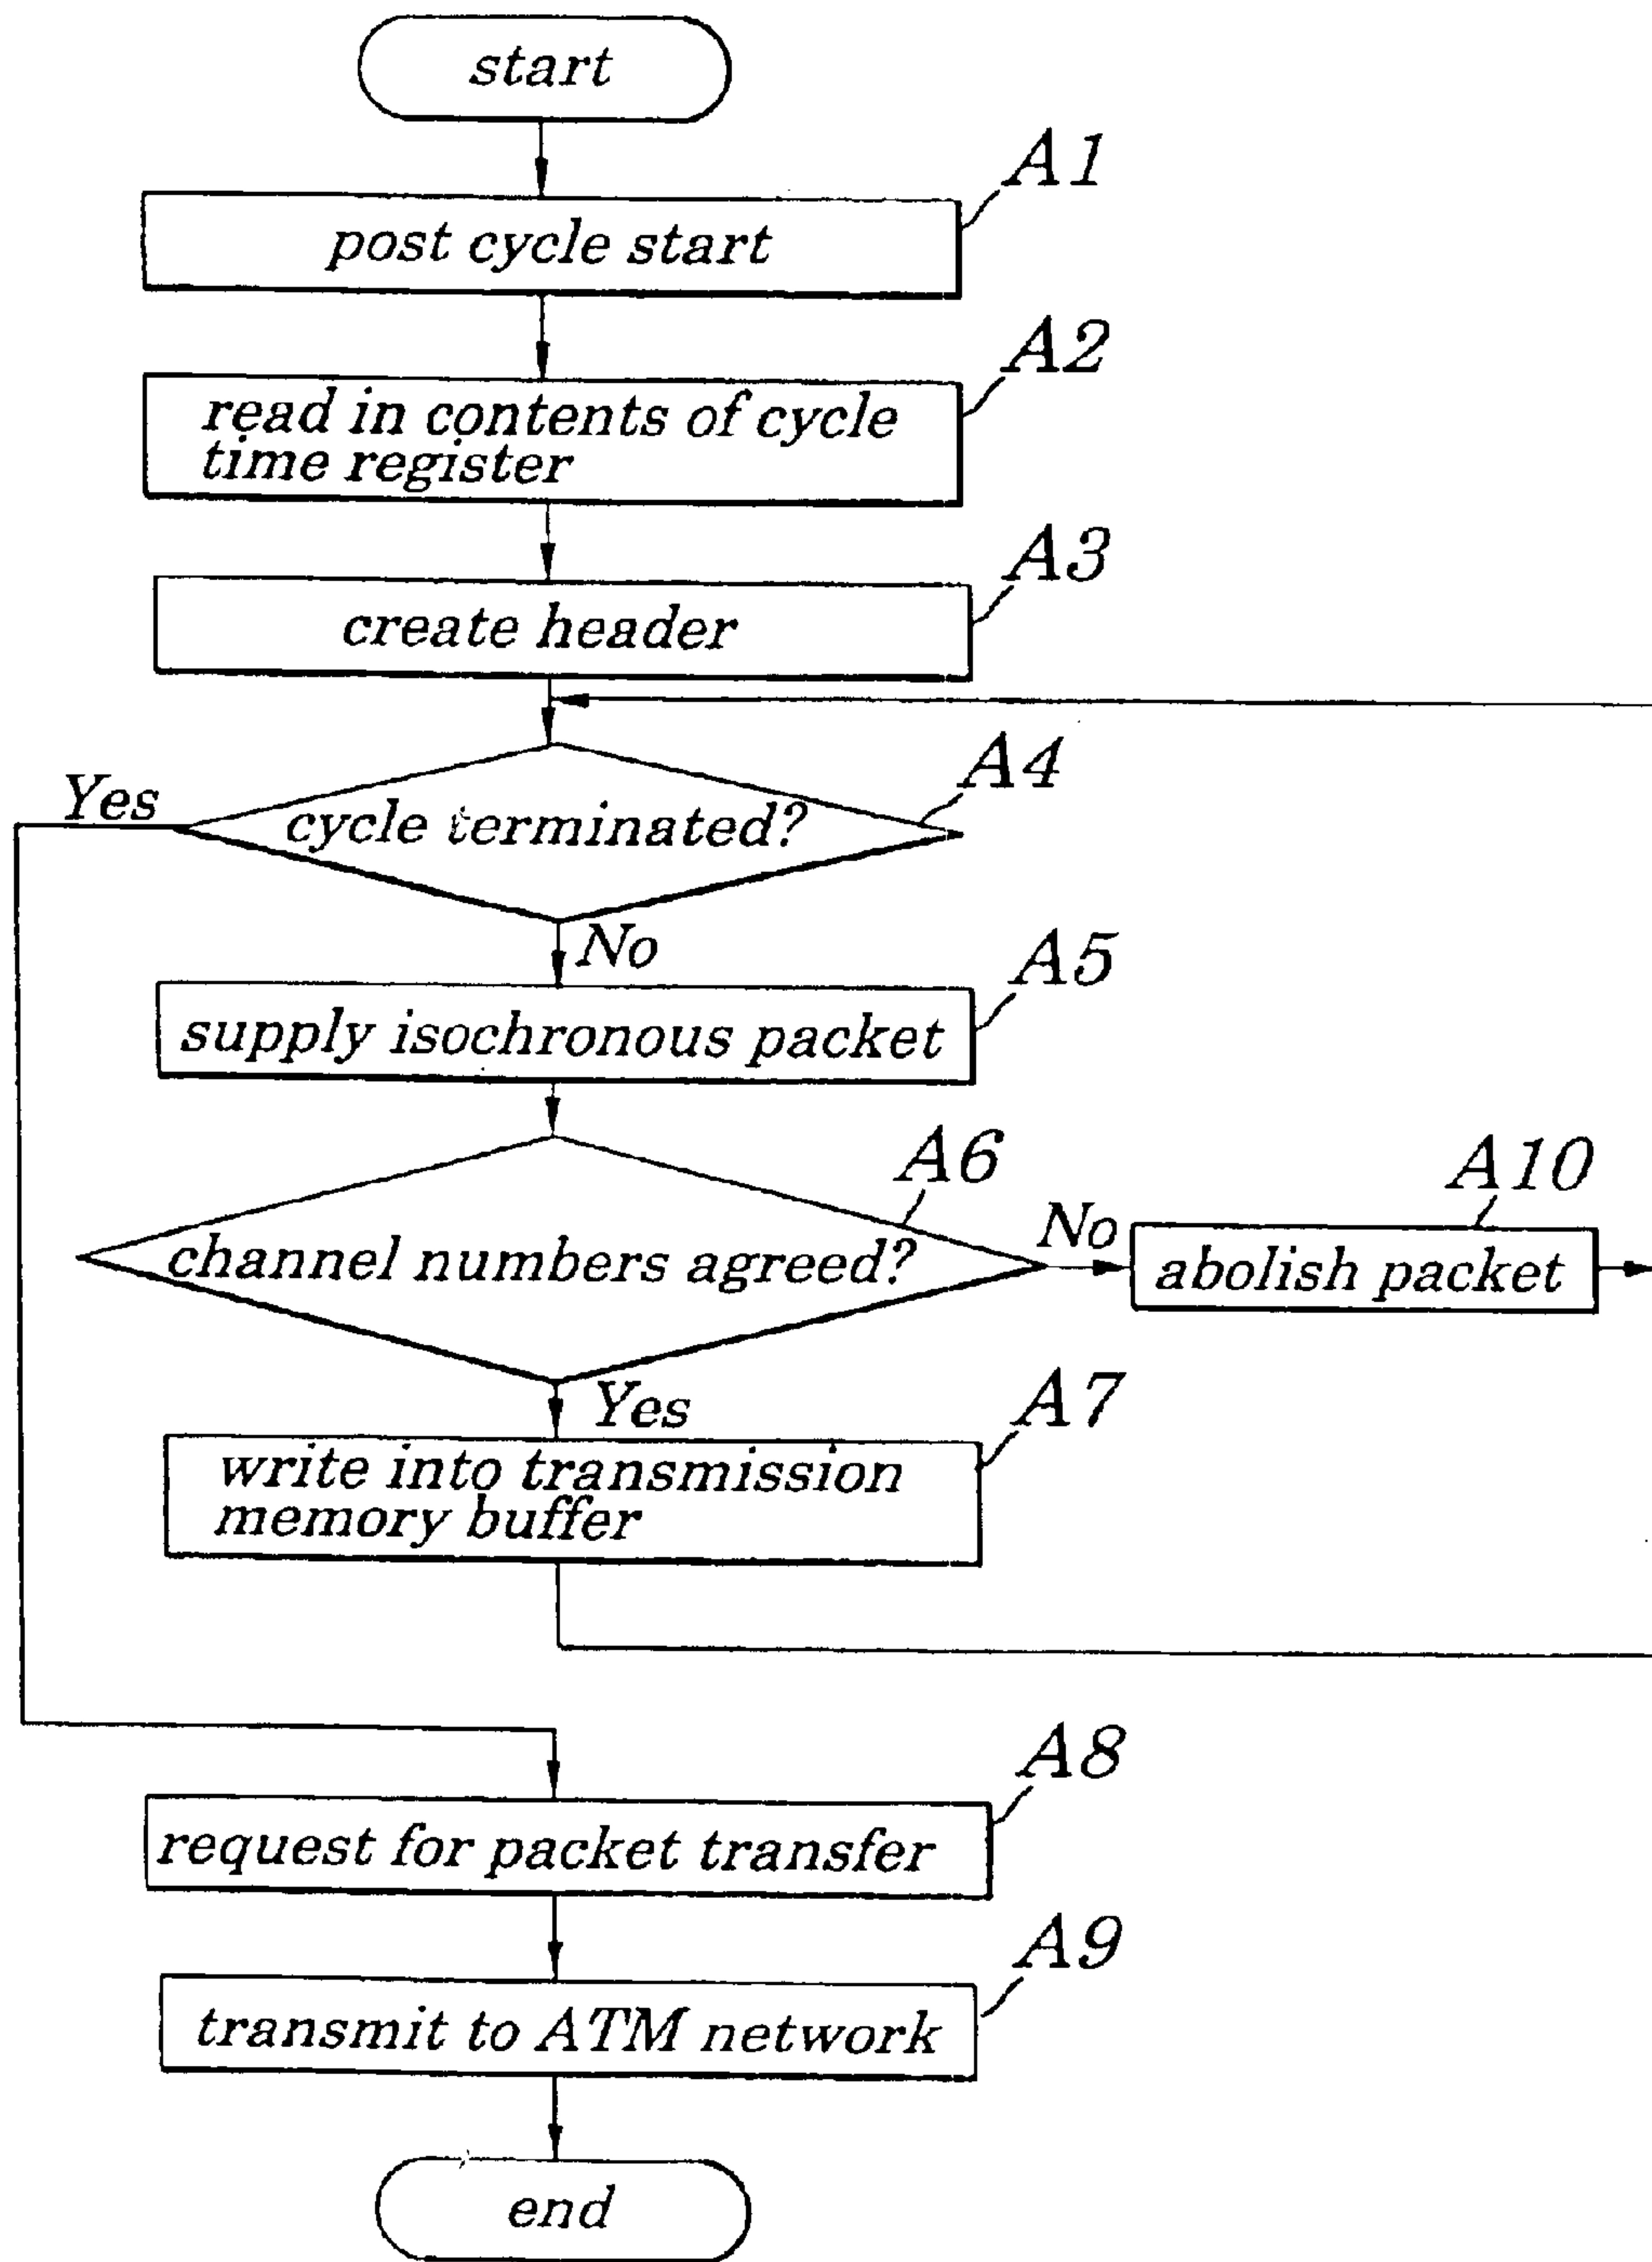 start
A1
post cycle start
A2
read in contents of cycle
time register
A3
create header
A4
Yes
cycle terminated?
No
A5
supply isochronous packet
A6
channel numbers agreed?
No
A10
abolish packet
Yes
A7
write into transmission
memory buffer
A8
request for packet transfer
A9
transmit to ATM network
end